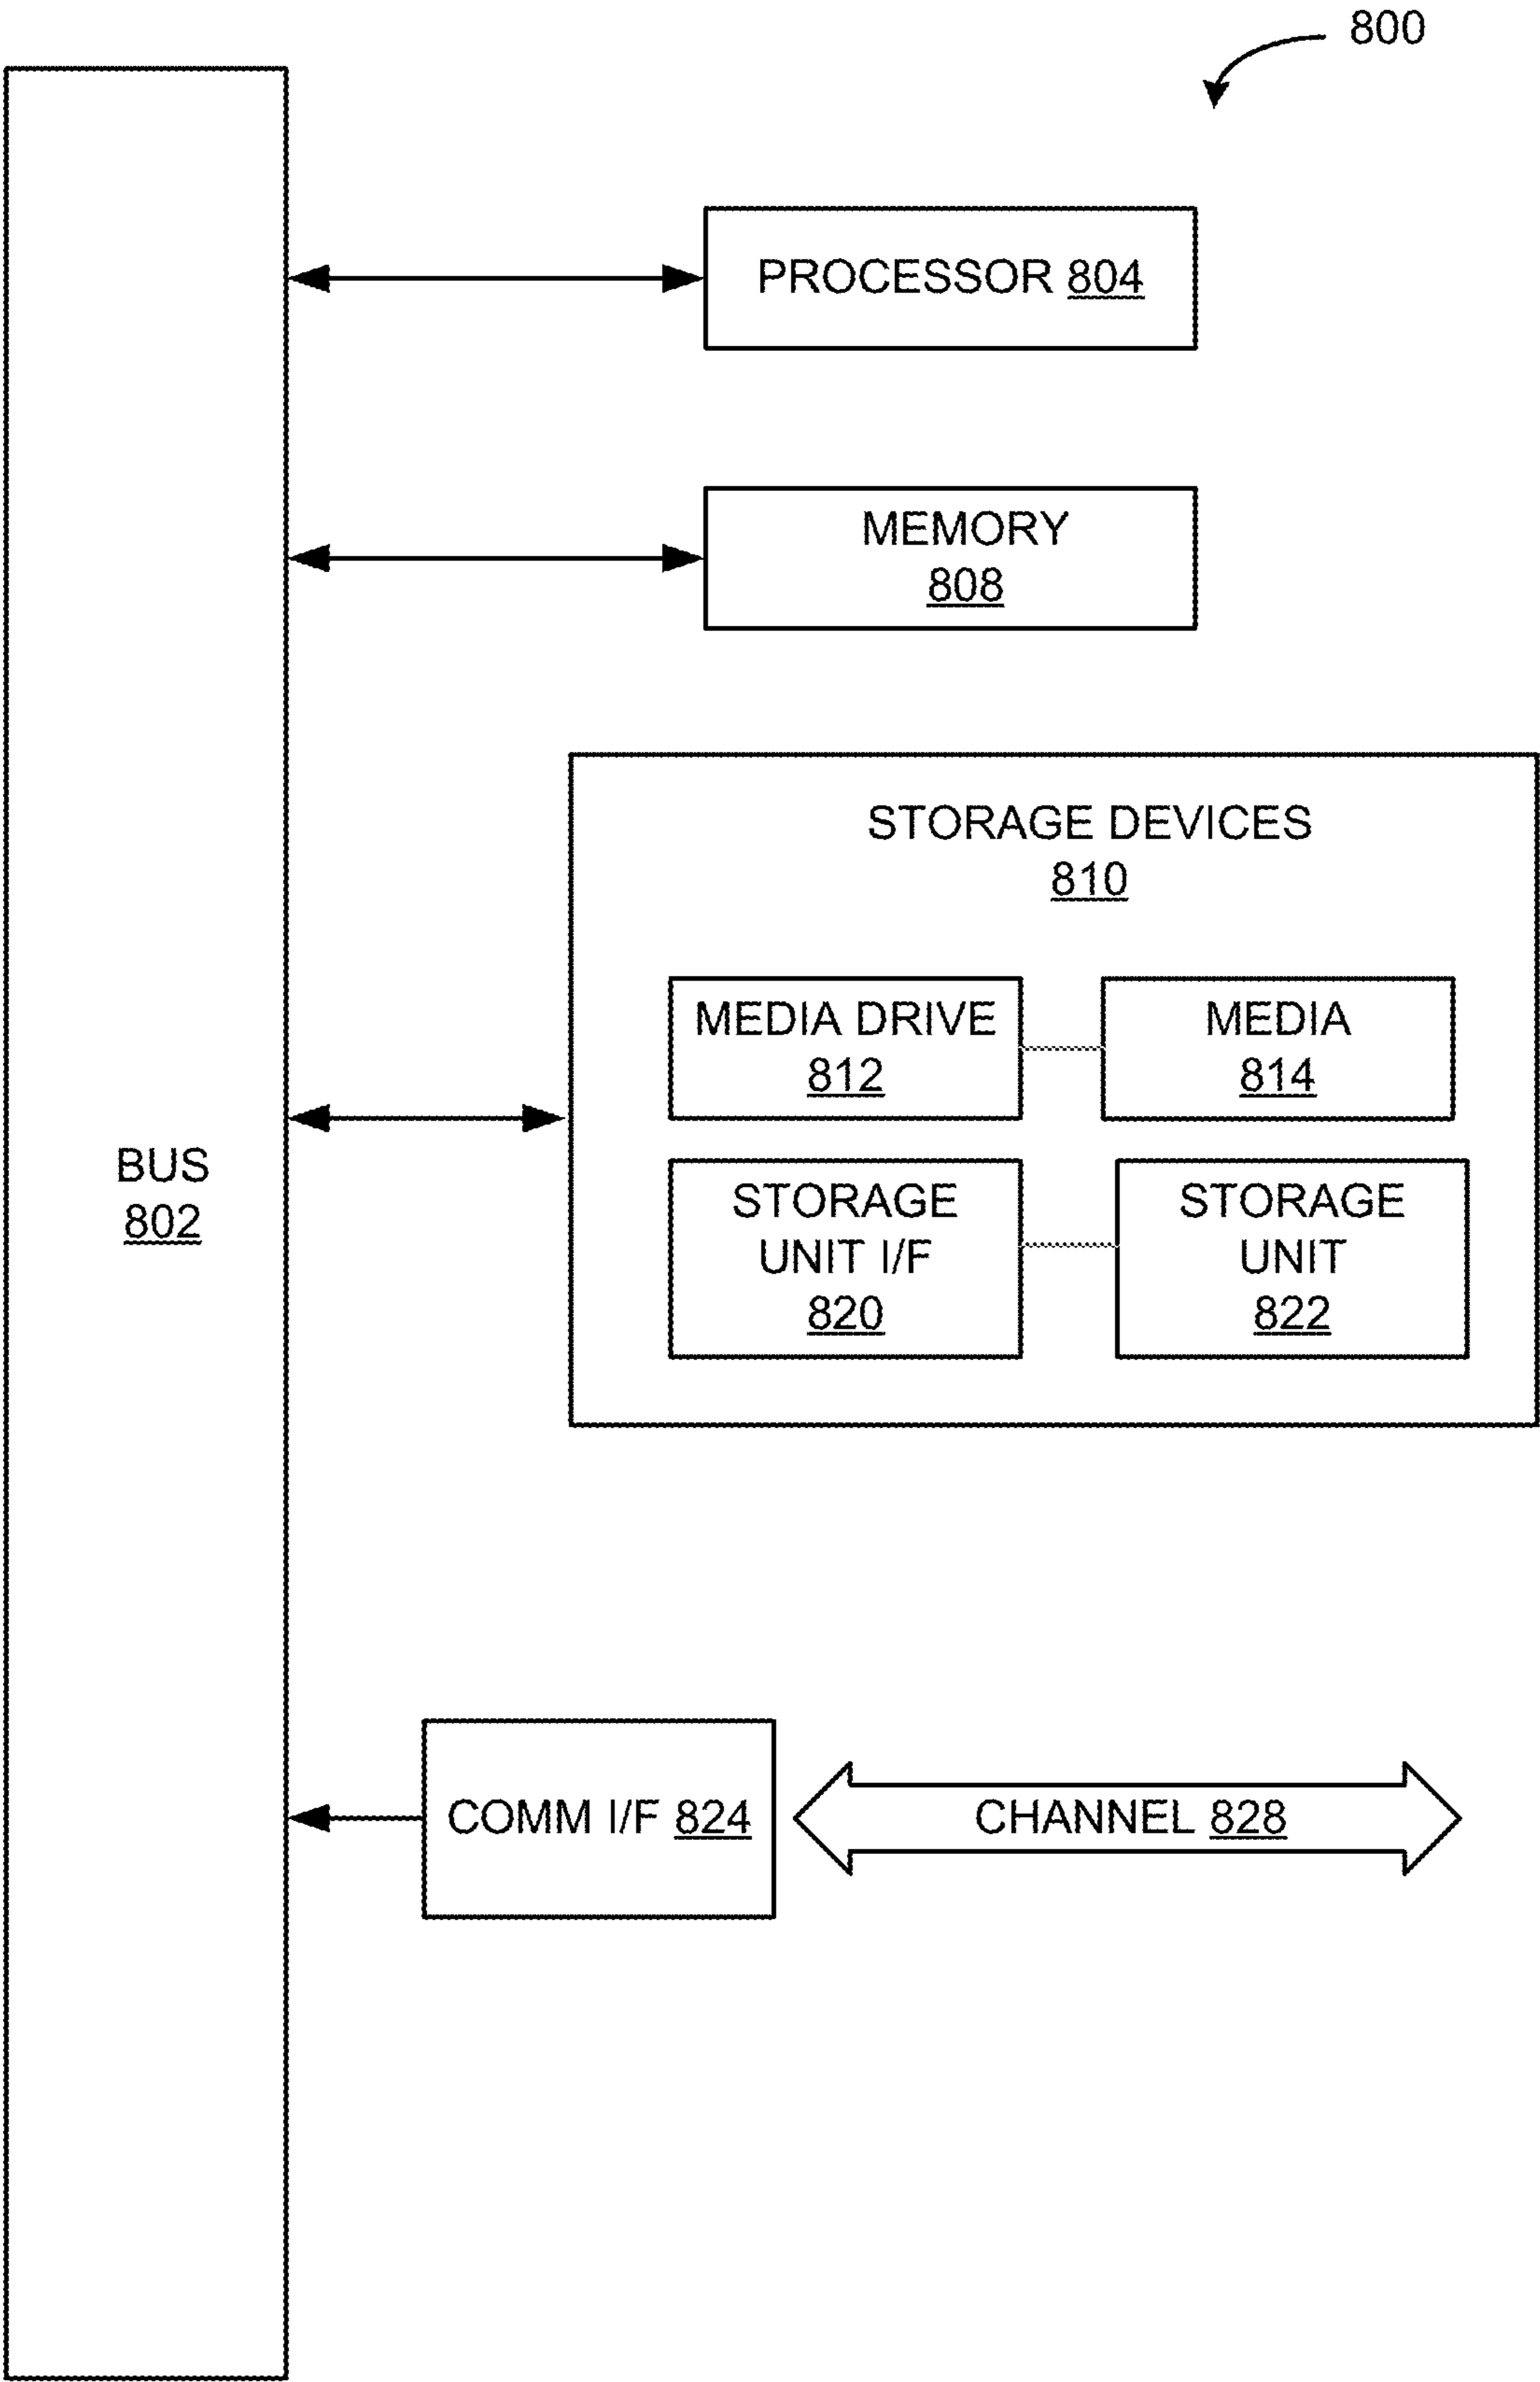 800
PROCESSOR 804
MEMORY
808
STORAGE DEVICES
810
MEDIA DRIVE
812
MEDIA
814
BUS
802
STORAGE
UNIT I/F
820
STORAGE
UNIT
822
COMM I/F 824
CHANNEL 828